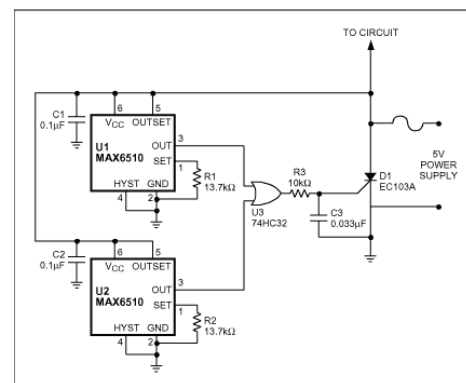 TO CIRCUIT
C1
0.1µF
6
5
VCC
OUTSET
U1
MAX6510
OUT
3
SET
1
HYST
GND
4
2
R1
13.7kΩ
R3
10kΩ
U3
74HC32
C3
0.033µF
D1
EC103A
5V
POWER
SUPPLY
C2
0.1µF
6
5
VCC
OUTSET
U2
MAX6510
OUT
3
SET
1
HYST
GND
4
2
R2
13.7kΩ